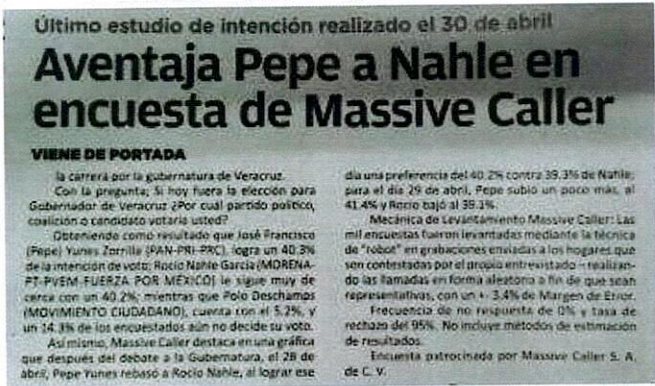 Último estudio de intención realizado el 30 de abril
Aventaja Pepe a Nahle en
encuesta de Massive Caller
VIENE DE PORTADA
la carrera por la gubernatura de Veracruz.
Con la pregunta; Si hoy fuera la elección para
Gobernador de Veracruz ¿Por cuál partido político,
coalición o candidato votaría usted?
Obteniendo como resultado que José Francisco
(Pepe) Yunes Zorrilla (PAN-PRI-PRC), logra un 40.3%
de la intención de voto; Rocío Nahle García (MORENA-
PT-PVEM-FUERZA POR MÉXICO) le sigue muy de
cerca con un 40.2%; mientras que Polo Deschamps
(MOVIMIENTO CIUDADANO), cuenta con el 5.2%, y
un 14.3% de los encuestados aún no decide su voto.
Así mismo, Massive Caller destaca en una gráfica
que después del debate a la Gubernatura, el 28 de
abril, Pepe Yunes rebasó a Rocío Nahle, al lograr ese
día una preferencia del 40.2% contra 39.3% de Nahle;
para el día 29 de abril, Pepe subió un poco más, al
41.4% y Rocío bajó al 39.1%.
Mecánica de Levantamiento Massive Caller: Las
mil encuestas fueron levantadas mediante la técnica
de "robot" en grabaciones enviadas a los hogares que
son contestadas por el propio entrevistado – realizan-
do las llamadas en forma aleatoria a fin de que sean
representativas, con un +- 3.4% de Margen de Error.
Frecuencia de no respuesta de 0% y tasa de
rechazo del 95%. No incluye métodos de estimación
de resultados.
Encuesta patrocinada por Massive Caller S. A.
de C. V.